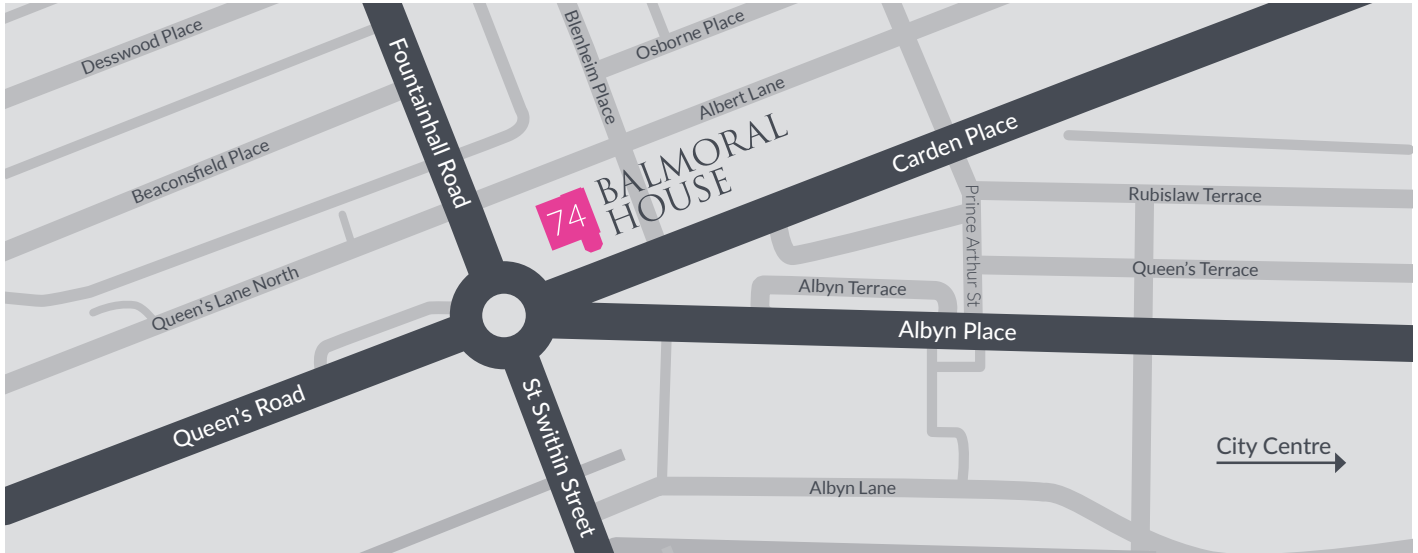 Desswood Place
Fountainhall Road
Blenheim Place
Osborne Place
Albert Lane
Beaconsfield Place
74
BALMORAL
HOUSE
Carden Place
Rubislaw Terrace
Prince Arthur St
Queen's Terrace
Queen's Lane North
Albyn Terrace
Albyn Place
Queen's Road
St Swithin Street
City Centre
Albyn Lane